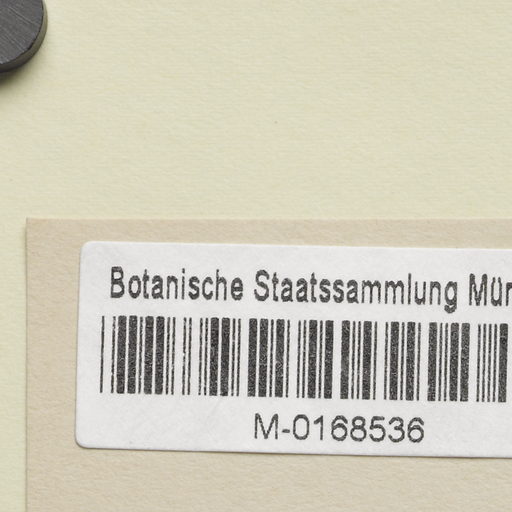 Botanische Staatssammlung
M-0168536